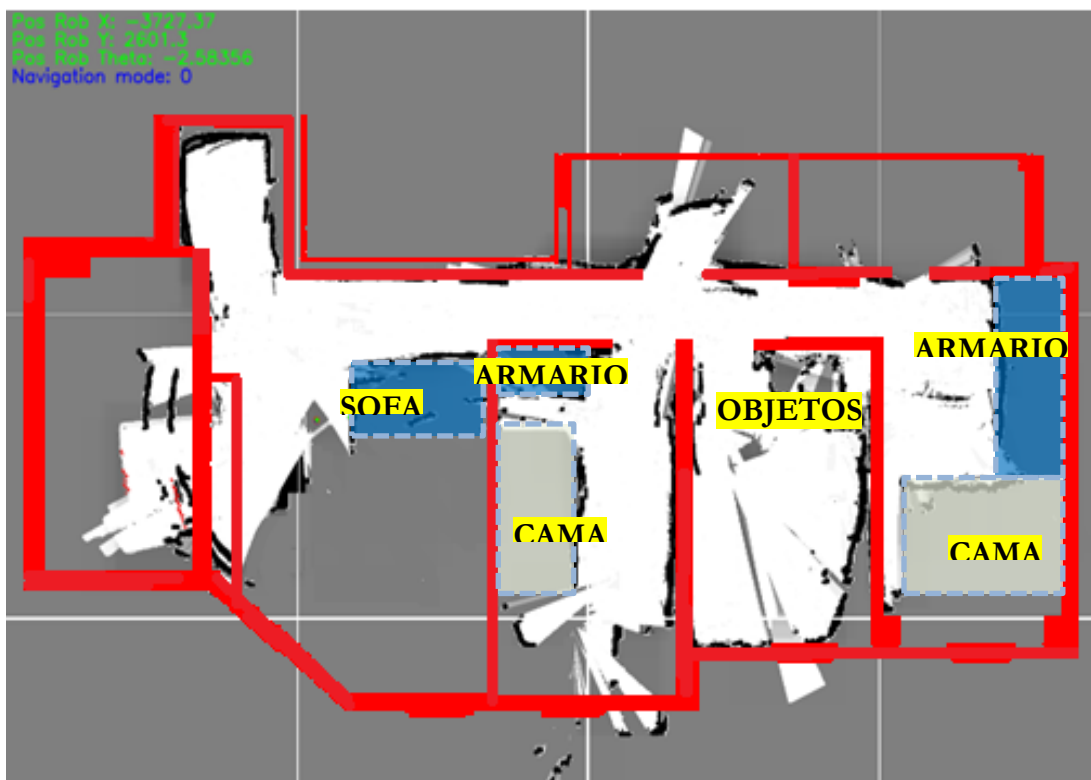 Pos Rob X: -3727.37
Pos Rob Y: 2601.3
Pos Rob Theta: -2.58356
Navigation mode: 0
ARMARIO
ARMARIO
SOFA
OBJETOS
CAMA
CAMA